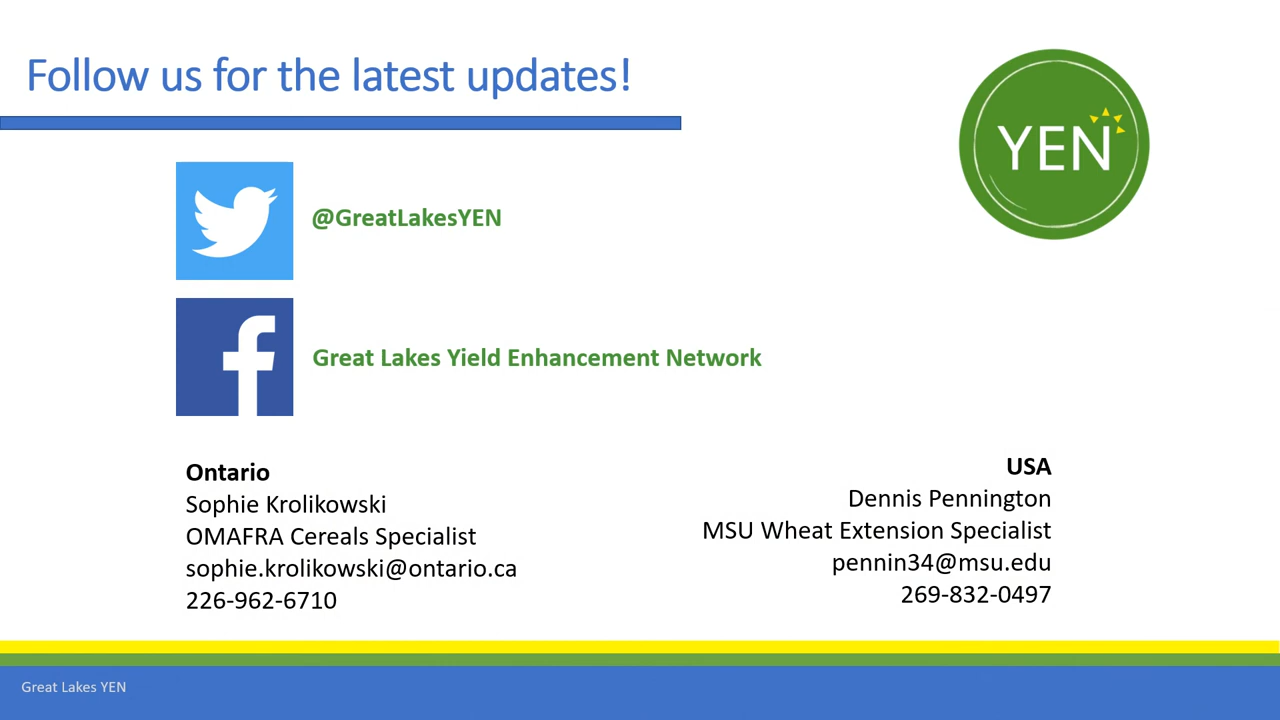 Follow us for the latest updates!
YEN
@GreatLakesYEN
Great Lakes Yield Enhancement Network
Ontario
Sophie Krolikowski
OMAFRA Cereals Specialist
sophie.krolikowski@ontario.ca
226-962-6710
USA
Dennis Pennington
MSU Wheat Extension Specialist
pennin34@msu.edu
269-832-0497
Great Lakes YEN